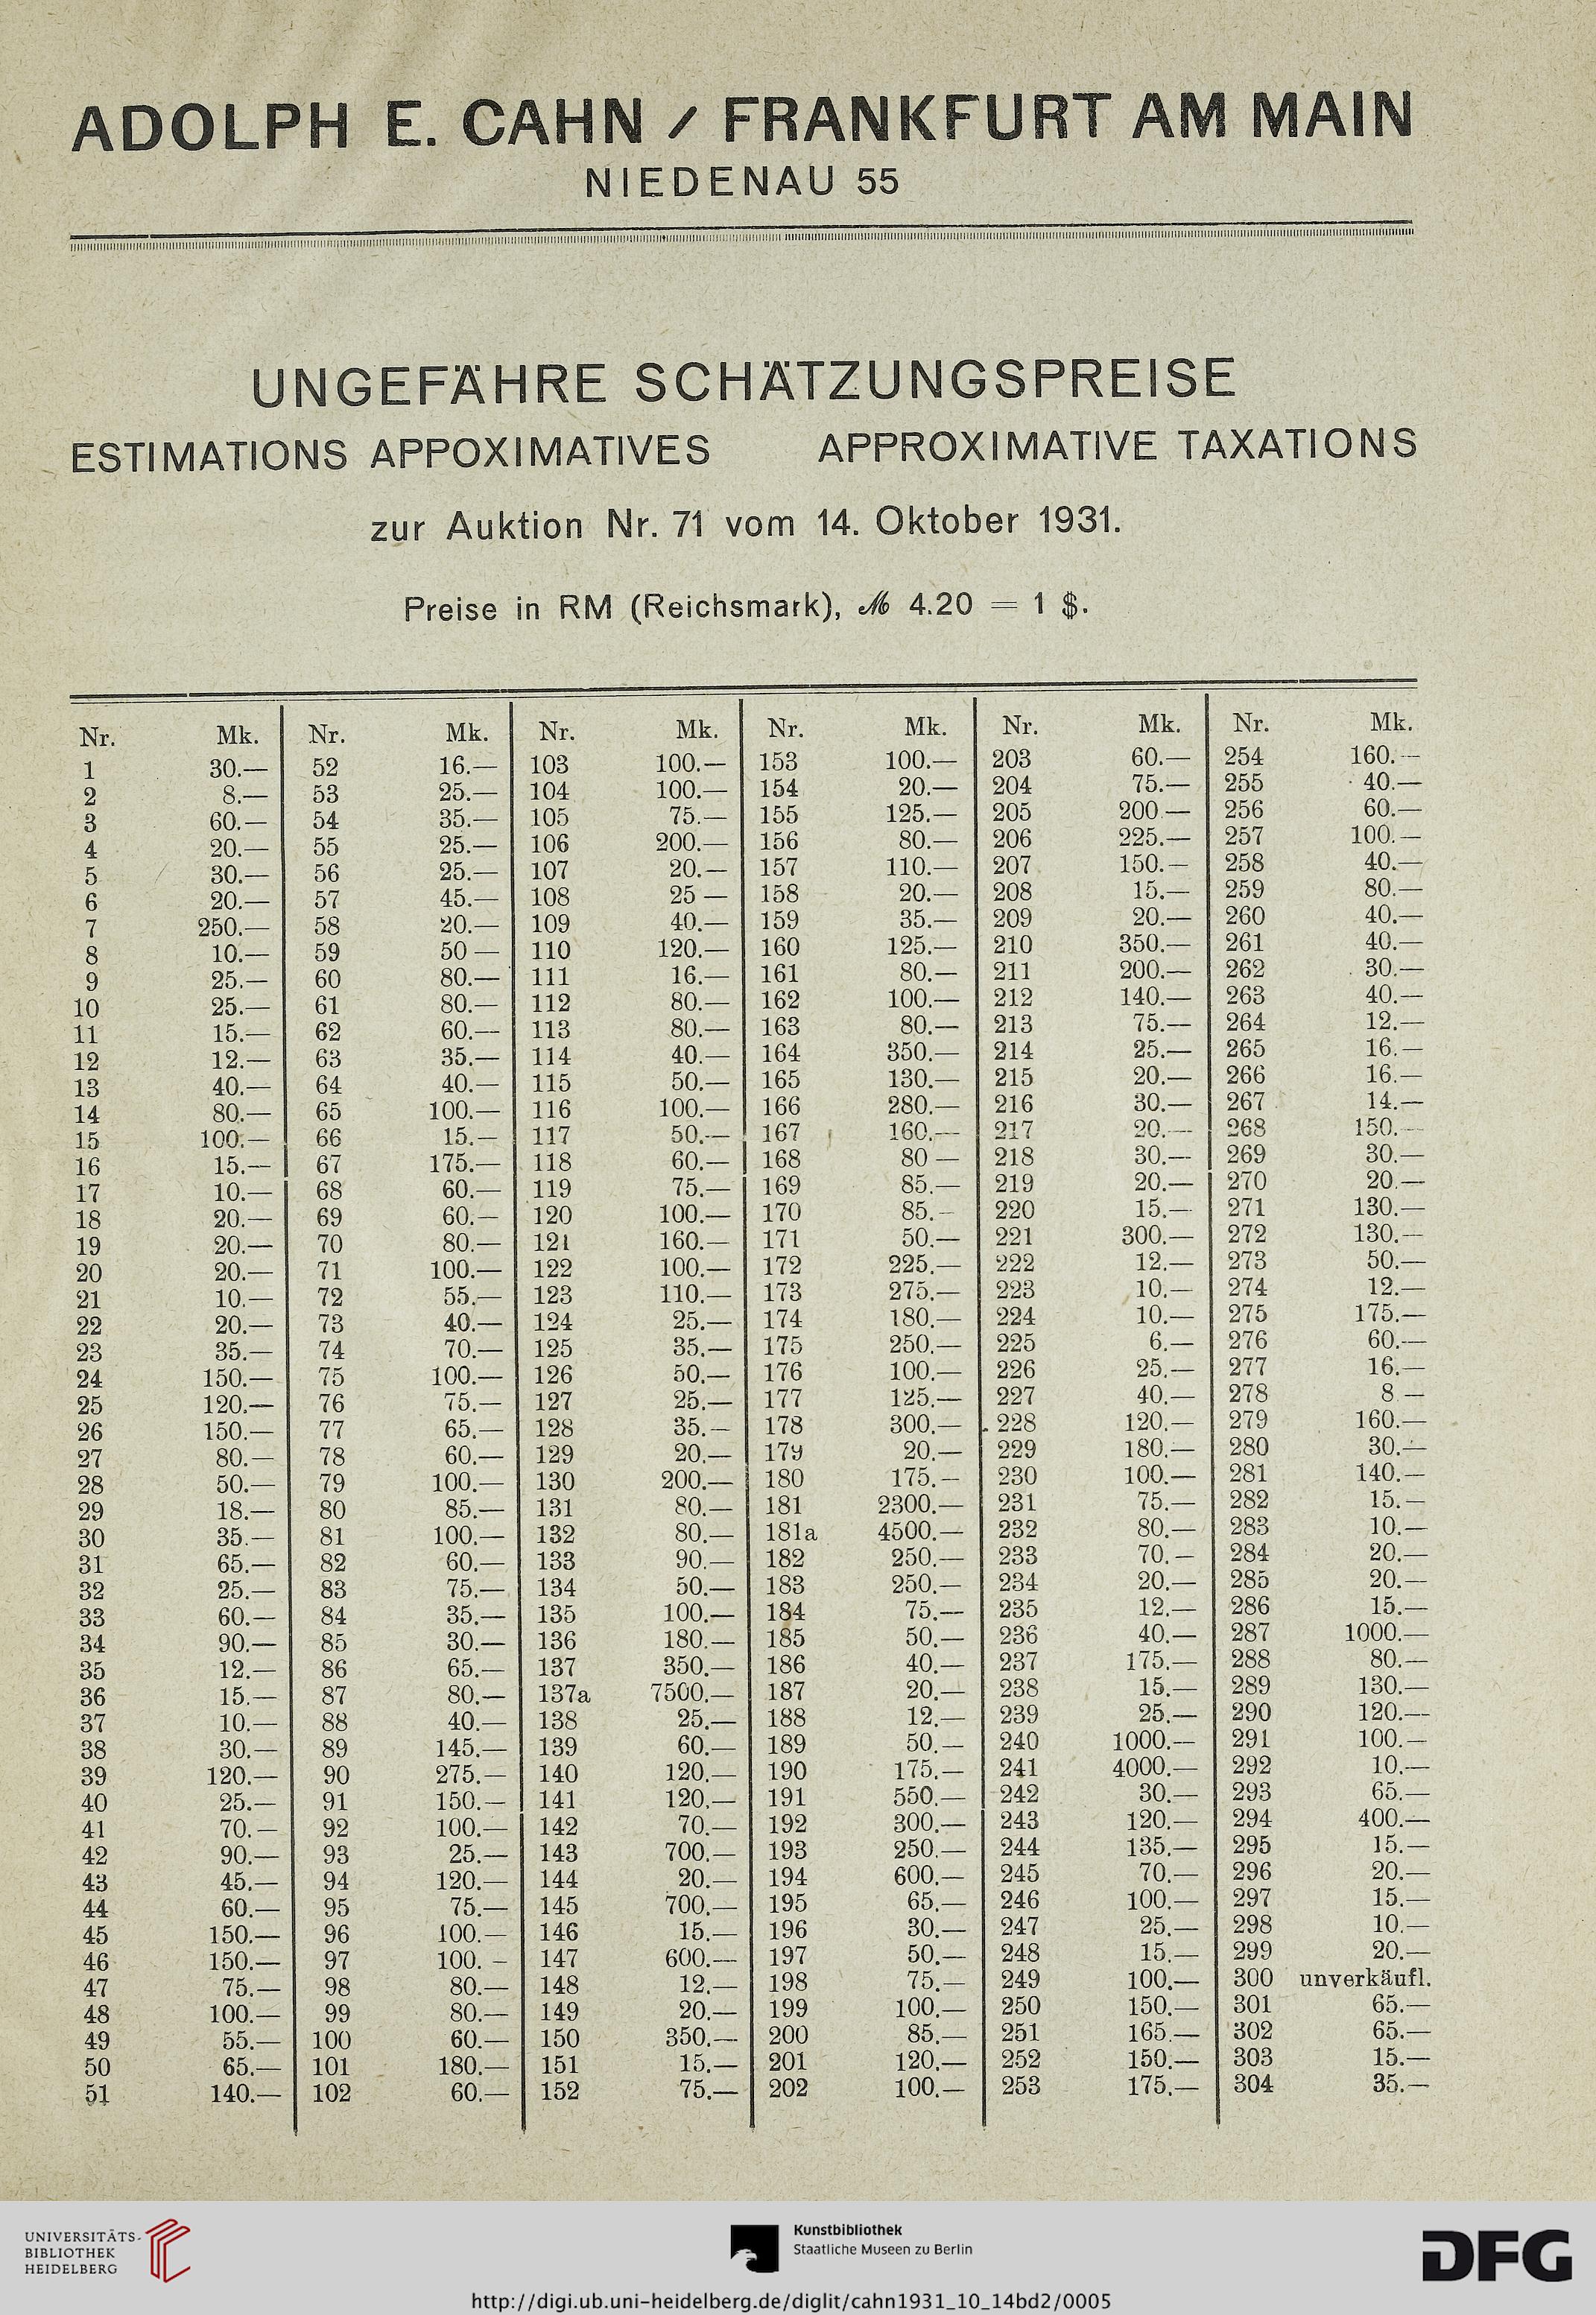 ADOLPH E. CAHN / FRANKFURT AM MAIN
NIEDENAU 55
UNGEFÄHRE SCHÄTZUNGSPREISE
ESTIMATIONS APPOXIMATIVES APPROXIMATIVE TAXATIONS
zur Auktion Nr. 71 vom 14. Oktober 1931.
Preise in RM (Reichsmark), ℳ 4.20 = 1 $.
Nr. Mk. Nr. Mk. Nr. Mk. Nr. Mk. Nr. Mk. Nr. Mk.
1 30.— 52 16.— 103 100.— 153 100.— 203 60.— 254 160.—
2 8.— 53 25.— 104 100.— 154 20.— 204 75.— 255 40.—
3 60.— 54 35.— 105 75.— 155 125.— 205 200.— 256 60.—
4 20.— 55 25.— 106 200.— 156 80.— 206 225.— 257 100.—
5 30.— 56 25.— 107 20.— 157 110.— 207 150.— 258 40.—
6 20.— 57 45.— 108 25 — 158 20.— 208 15.— 259 80.—
7 250.— 58 20.— 109 40.— 159 35.— 209 20.— 260 40.—
8 10.— 59 50 — 110 120.— 160 125.— 210 350.— 261 40.—
9 25.— 60 80.— 111 16.— 161 80.— 211 200.— 262 30.—
10 25.— 61 80.— 112 80.— 162 100.— 212 140.— 263 40.—
11 15.— 62 60.— 113 80.— 163 80.— 213 75.— 264 12.—
12 12.— 63 35.— 114 40.— 164 350.— 214 25.— 265 16.—
13 40.— 64 40.— 115 50.— 165 130.— 215 20.— 266 16.—
14 80.— 65 100.— 116 100.— 166 280.— 216 30.— 267 14.—
15 100.— 66 15.— 117 50.— 167 160.— 217 20.— 268 150.—
16 15.— 67 175.— 118 60.— 168 80 — 218 30.— 269 30.—
17 10.— 68 60.— 119 75.— 169 85.— 219 20.— 270 20.—
18 20.— 69 60.— 120 100.— 170 85.— 220 15.— 271 130.—
19 20.— 70 80.— 121 160.— 171 50.— 221 300.— 272 130.—
20 20.— 71 100.— 122 100.— 172 225.— 222 12.— 273 50.—
21 10.— 72 55.— 123 110.— 173 275.— 223 10.— 274 12.—
22 20.— 73 40.— 124 25.— 174 180.— 224 10.— 275 175.—
23 35.— 74 70.— 125 35.— 175 250.— 225 6.— 276 60.—
24 150.— 75 100.— 126 50.— 176 100.— 226 25.— 277 16.—
25 120.— 76 75.— 127 25.— 177 125.— 227 40.— 278 8 —
26 150.— 77 65.— 128 35.— 178 300.— 228 120.— 279 160.—
27 80.— 78 60.— 129 20.— 179 20.— 229 180.— 280 30.—
28 50.— 79 100.— 130 200.— 180 175.— 230 100.— 281 140.—
29 18.— 80 85.— 131 80.— 181 2300.— 231 75.— 282 15.—
30 35.— 81 100.— 132 80.— 181a 4500.— 232 80.— 283 10.—
31 65.— 82 60.— 133 90.— 182 250.— 233 70.— 284 20.—
32 25.— 83 75.— 134 50.— 183 250.— 234 20.— 285 20.—
33 60.— 84 35.— 135 100.— 184 75.— 235 12.— 286 15.—
34 90.— 85 30.— 136 180.— 185 50.— 236 40.— 287 1000.—
35 12.— 86 65.— 137 350.— 186 40.— 237 175.— 288 80.—
36 15.— 87 80.— 137a 7500.— 187 20.— 238 15.— 289 130.—
37 10.— 88 40.— 138 25.— 188 12.— 239 25.— 290 120.—
38 30.— 89 145.— 139 60.— 189 50.— 240 1000.— 291 100.—
39 120.— 90 275.— 140 120.— 190 175.— 241 4000.— 292 10.—
40 25.— 91 150.— 141 120.— 191 550.— 242 30.— 293 65.—
41 70.— 92 100.— 142 70.— 192 300.— 243 120.— 294 400.—
42 90.— 93 25.— 143 700.— 193 250.— 244 135.— 295 15.—
43 45.— 94 120.— 144 20.— 194 600.— 245 70.— 296 20.—
44 60.— 95 75.— 145 700.— 195 65.— 246 100.— 297 15.—
45 150.— 96 100.— 146 15.— 196 30.— 247 25.— 298 10.—
46 150.— 97 100.— 147 600.— 197 50.— 248 15.— 299 20.—
47 75.— 98 80.— 148 12.— 198 75.— 249 100.— 300 unverkäufl.
48 100.— 99 80.— 149 20.— 199 100.— 250 150.— 301 65.—
49 55.— 100 60.— 150 350.— 200 85.— 251 165.— 302 65.—
50 65.— 101 180.— 151 15.— 201 120.— 252 150.— 303 15.—
51 140.— 102 60.— 152 75.— 202 100.— 253 175.— 304 35.—
UNIVERSITÄTS-
BIBLIOTHEK
HEIDELBERG
Kunstbibliothek
Staatliche Museen zu Berlin
DFG
http://digi.ub.uni-heidelberg.de/diglit/cahn1931_10_14bd2/0005